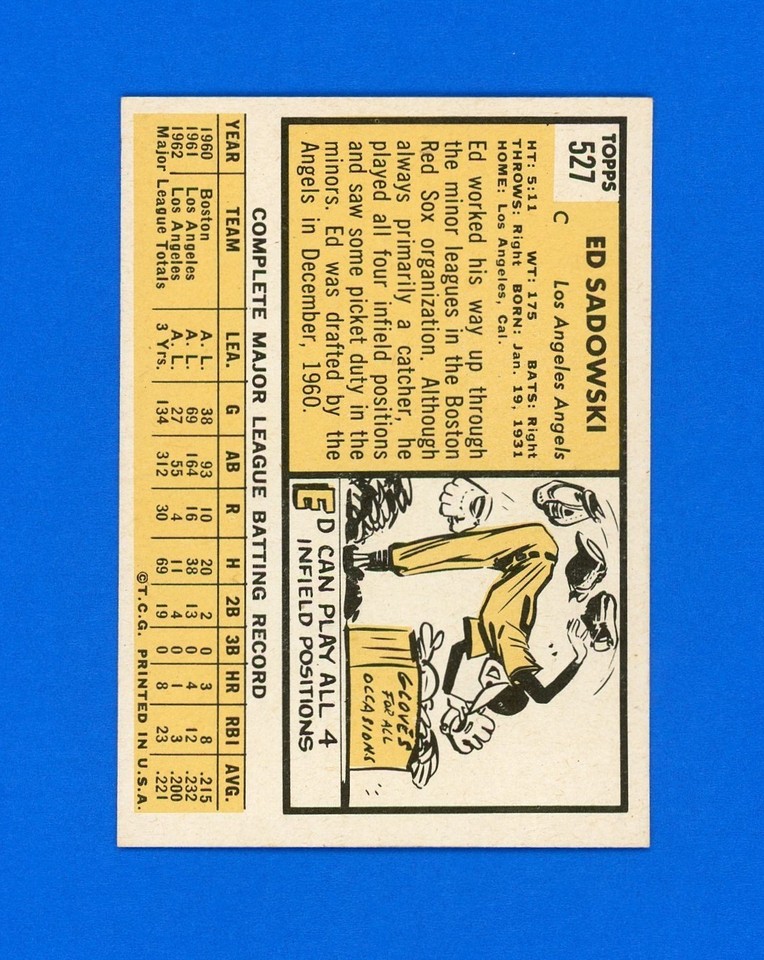 TOPPS
527
ED SADOWSKI
C Los Angeles Angels
HT: 5:11 WT: 175 BATS: Right
THROWS: Right BORN: Jan. 19, 1931
HOME: Los Angeles, Cal.
Ed worked his way up through
the minor leagues in the Boston
Red Sox organization. Although
always primarily a catcher, he
played all four infield positions
and saw some picket duty in the
minors. Ed was drafted by the
Angels in December, 1960.
GLOVES
FOR ALL
OCCASIONS
ED CAN PLAY ALL 4
INFIELD POSITIONS
COMPLETE MAJOR LEAGUE BATTING RECORD
YEAR TEAM LEA. G AB R H 2B 3B HR RBI AVG.
1960 Boston A. L. 38 93 10 20 2 0 3 8 .215
1961 Los Angeles A. L. 69 164 16 38 13 0 4 12 .232
1962 Los Angeles A. L. 27 55 4 11 4 0 1 3 .200
Major League Totals 3 Yrs. 134 312 30 69 19 0 8 23 .221
©T.C.G. PRINTED IN U.S.A.